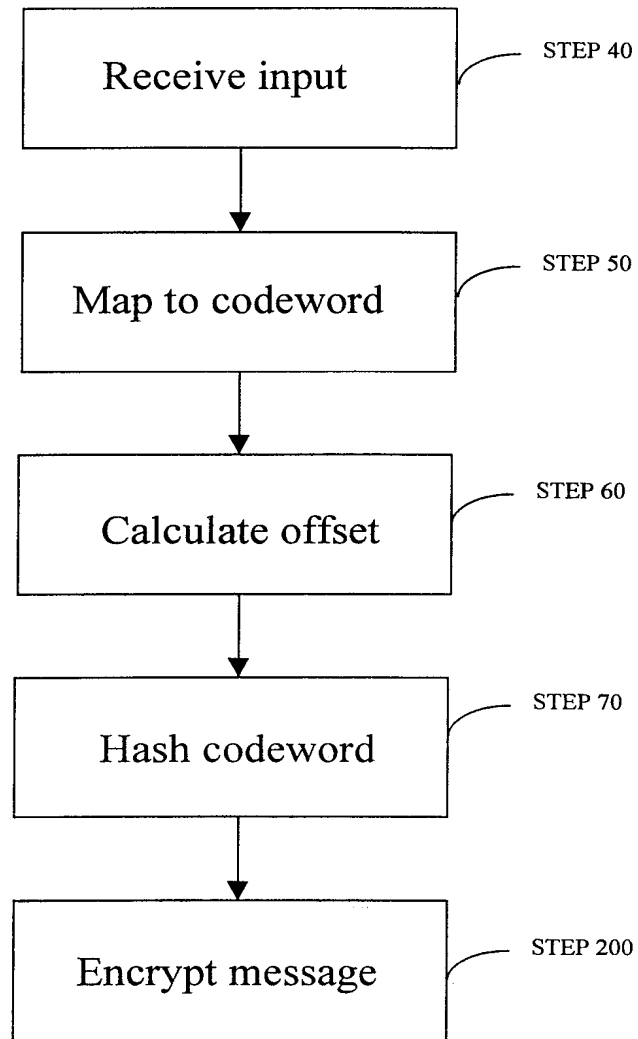 Receive input
STEP 40
Map to codeword
STEP 50
Calculate offset
STEP 60
Hash codeword
STEP 70
Encrypt message
STEP 200